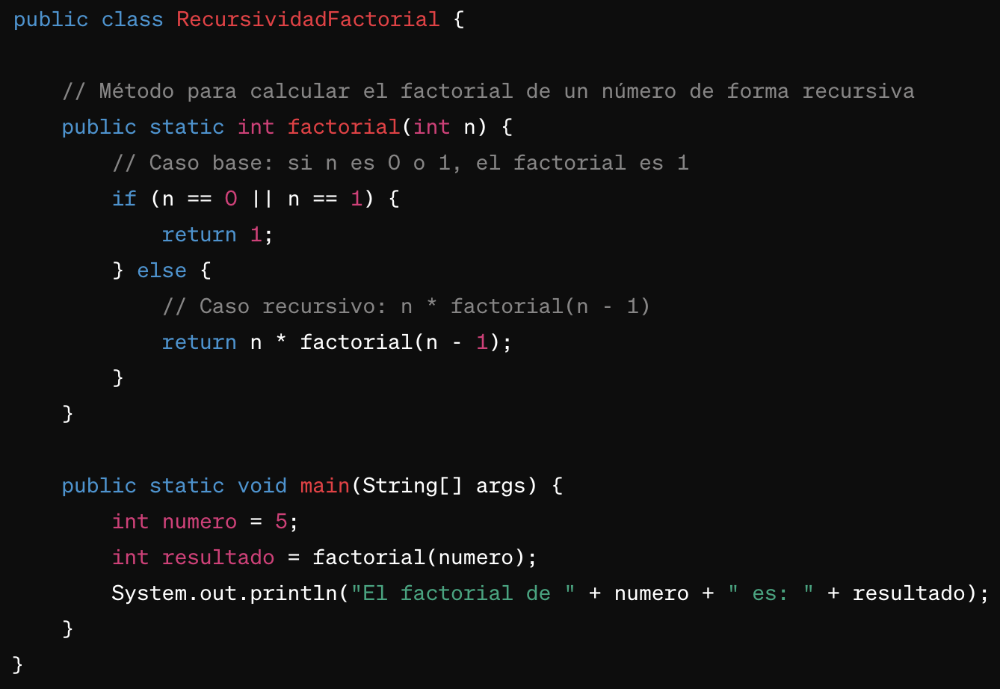 public class RecursividadFactorial {
// Método para calcular el factorial de un número de forma recursiva
public static int factorial(int n) {
// Caso base: si n es 0 o 1, el factorial es 1
if (n == 0 || n == 1) {
return 1;
} else {
// Caso recursivo: n * factorial(n - 1)
return n * factorial(n - 1);
}
}
public static void main(String[] args) {
int numero = 5;
int resultado = factorial(numero);
System.out.println("El factorial de " + numero + " es: " + resultado);
}
}